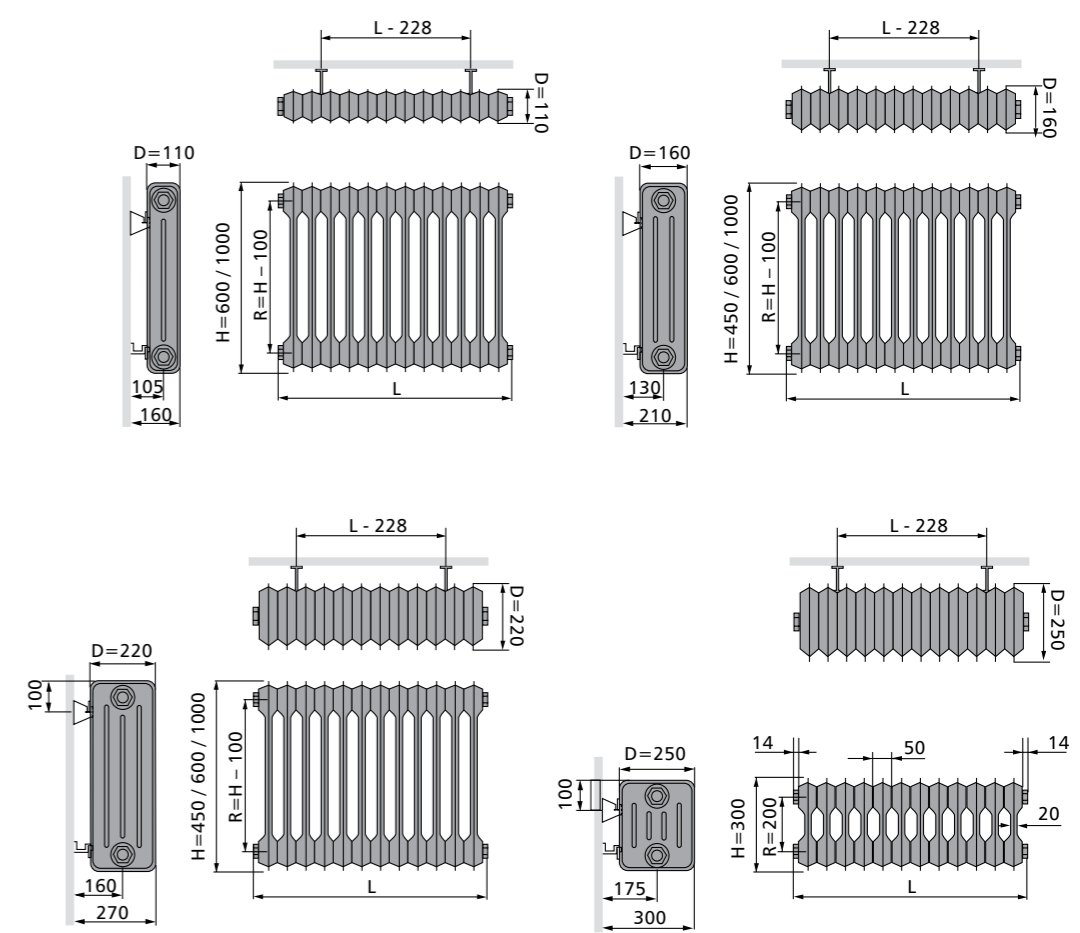 L - 228
D=110
D=110
H=600 / 1000
R=H – 100
105
160
L
L - 228
D=160
D=160
H=450 / 600 / 1000
R=H – 100
130
210
L
L - 228
D=220
D=220
100
H=450 / 600 / 1000
R=H – 100
160
270
L
L - 228
D=250
D=250
100
175
300
14
50
14
H=300
R=200
20
L